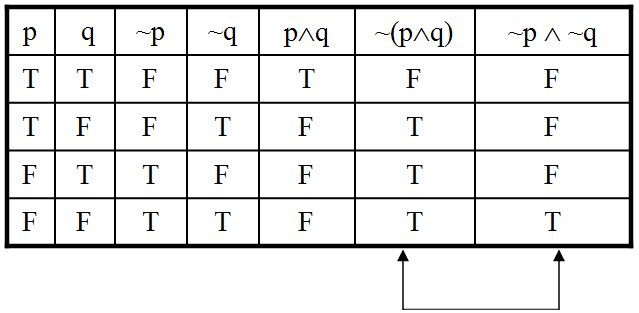 p q ~p ~q p∧q ~(p∧q) ~p ∧ ~q
T T F F T F F
T F F T F T F
F T T F F T F
F F T T F T T